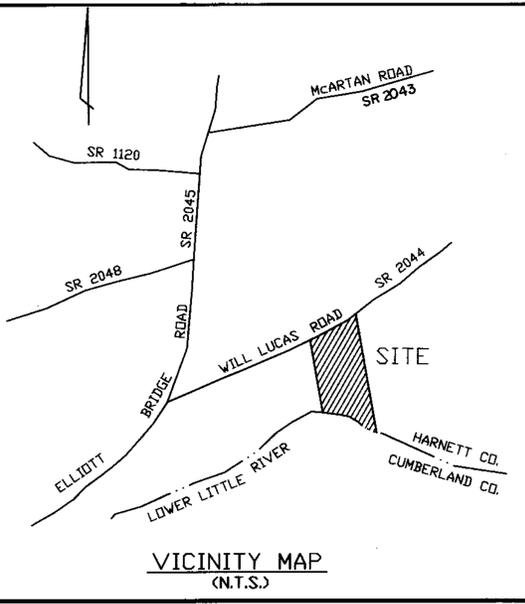 McARTAN ROAD
SR 2043
SR 1120
SR 2045
SR 2048
SR 2044
WILL LUCAS ROAD
SITE
ELLIOTT BRIDGE ROAD
LOWER LITTLE RIVER
HARNETT CO.
CUMBERLAND CO.
VICINITY MAP
(N.T.S.)